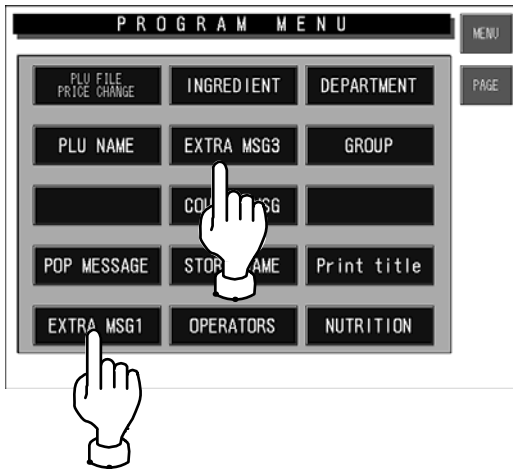 PROGRAM MENU
MENU
PLU FILE
PRICE CHANGE
INGREDIENT
DEPARTMENT
PAGE
PLU NAME
EXTRA MSG3
GROUP
POP MESSAGE
Print title
EXTRA MSG1
OPERATORS
NUTRITION